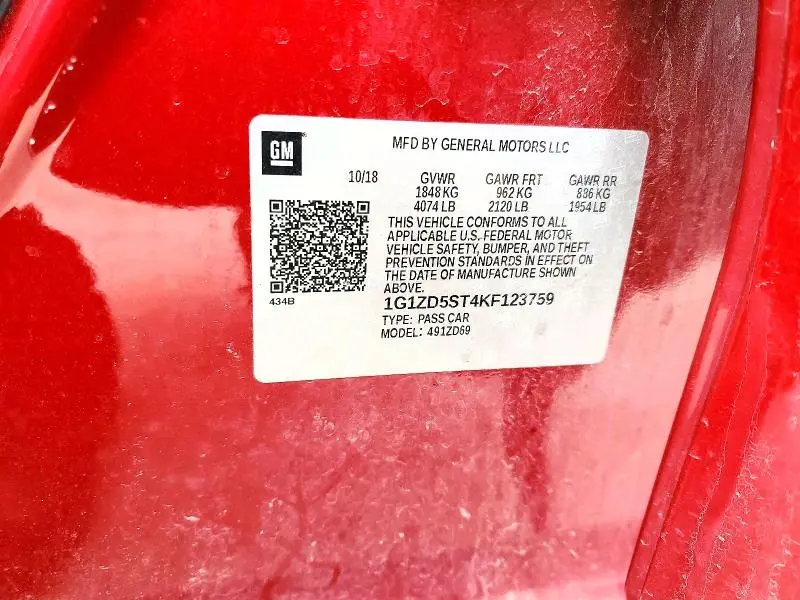 GM
MFD BY GENERAL MOTORS LLC
10/18 GVWR GAWR FRT GAWR RR
1848 KG 962 KG 886 KG
4074 LB 2120 LB 1954 LB
THIS VEHICLE CONFORMS TO ALL
APPLICABLE U.S. FEDERAL MOTOR
VEHICLE SAFETY, BUMPER, AND THEFT
PREVENTION STANDARDS IN EFFECT ON
THE DATE OF MANUFACTURE SHOWN
ABOVE.
434B
1G1ZD5ST4KF123759
TYPE: PASS CAR
MODEL: 491ZD69